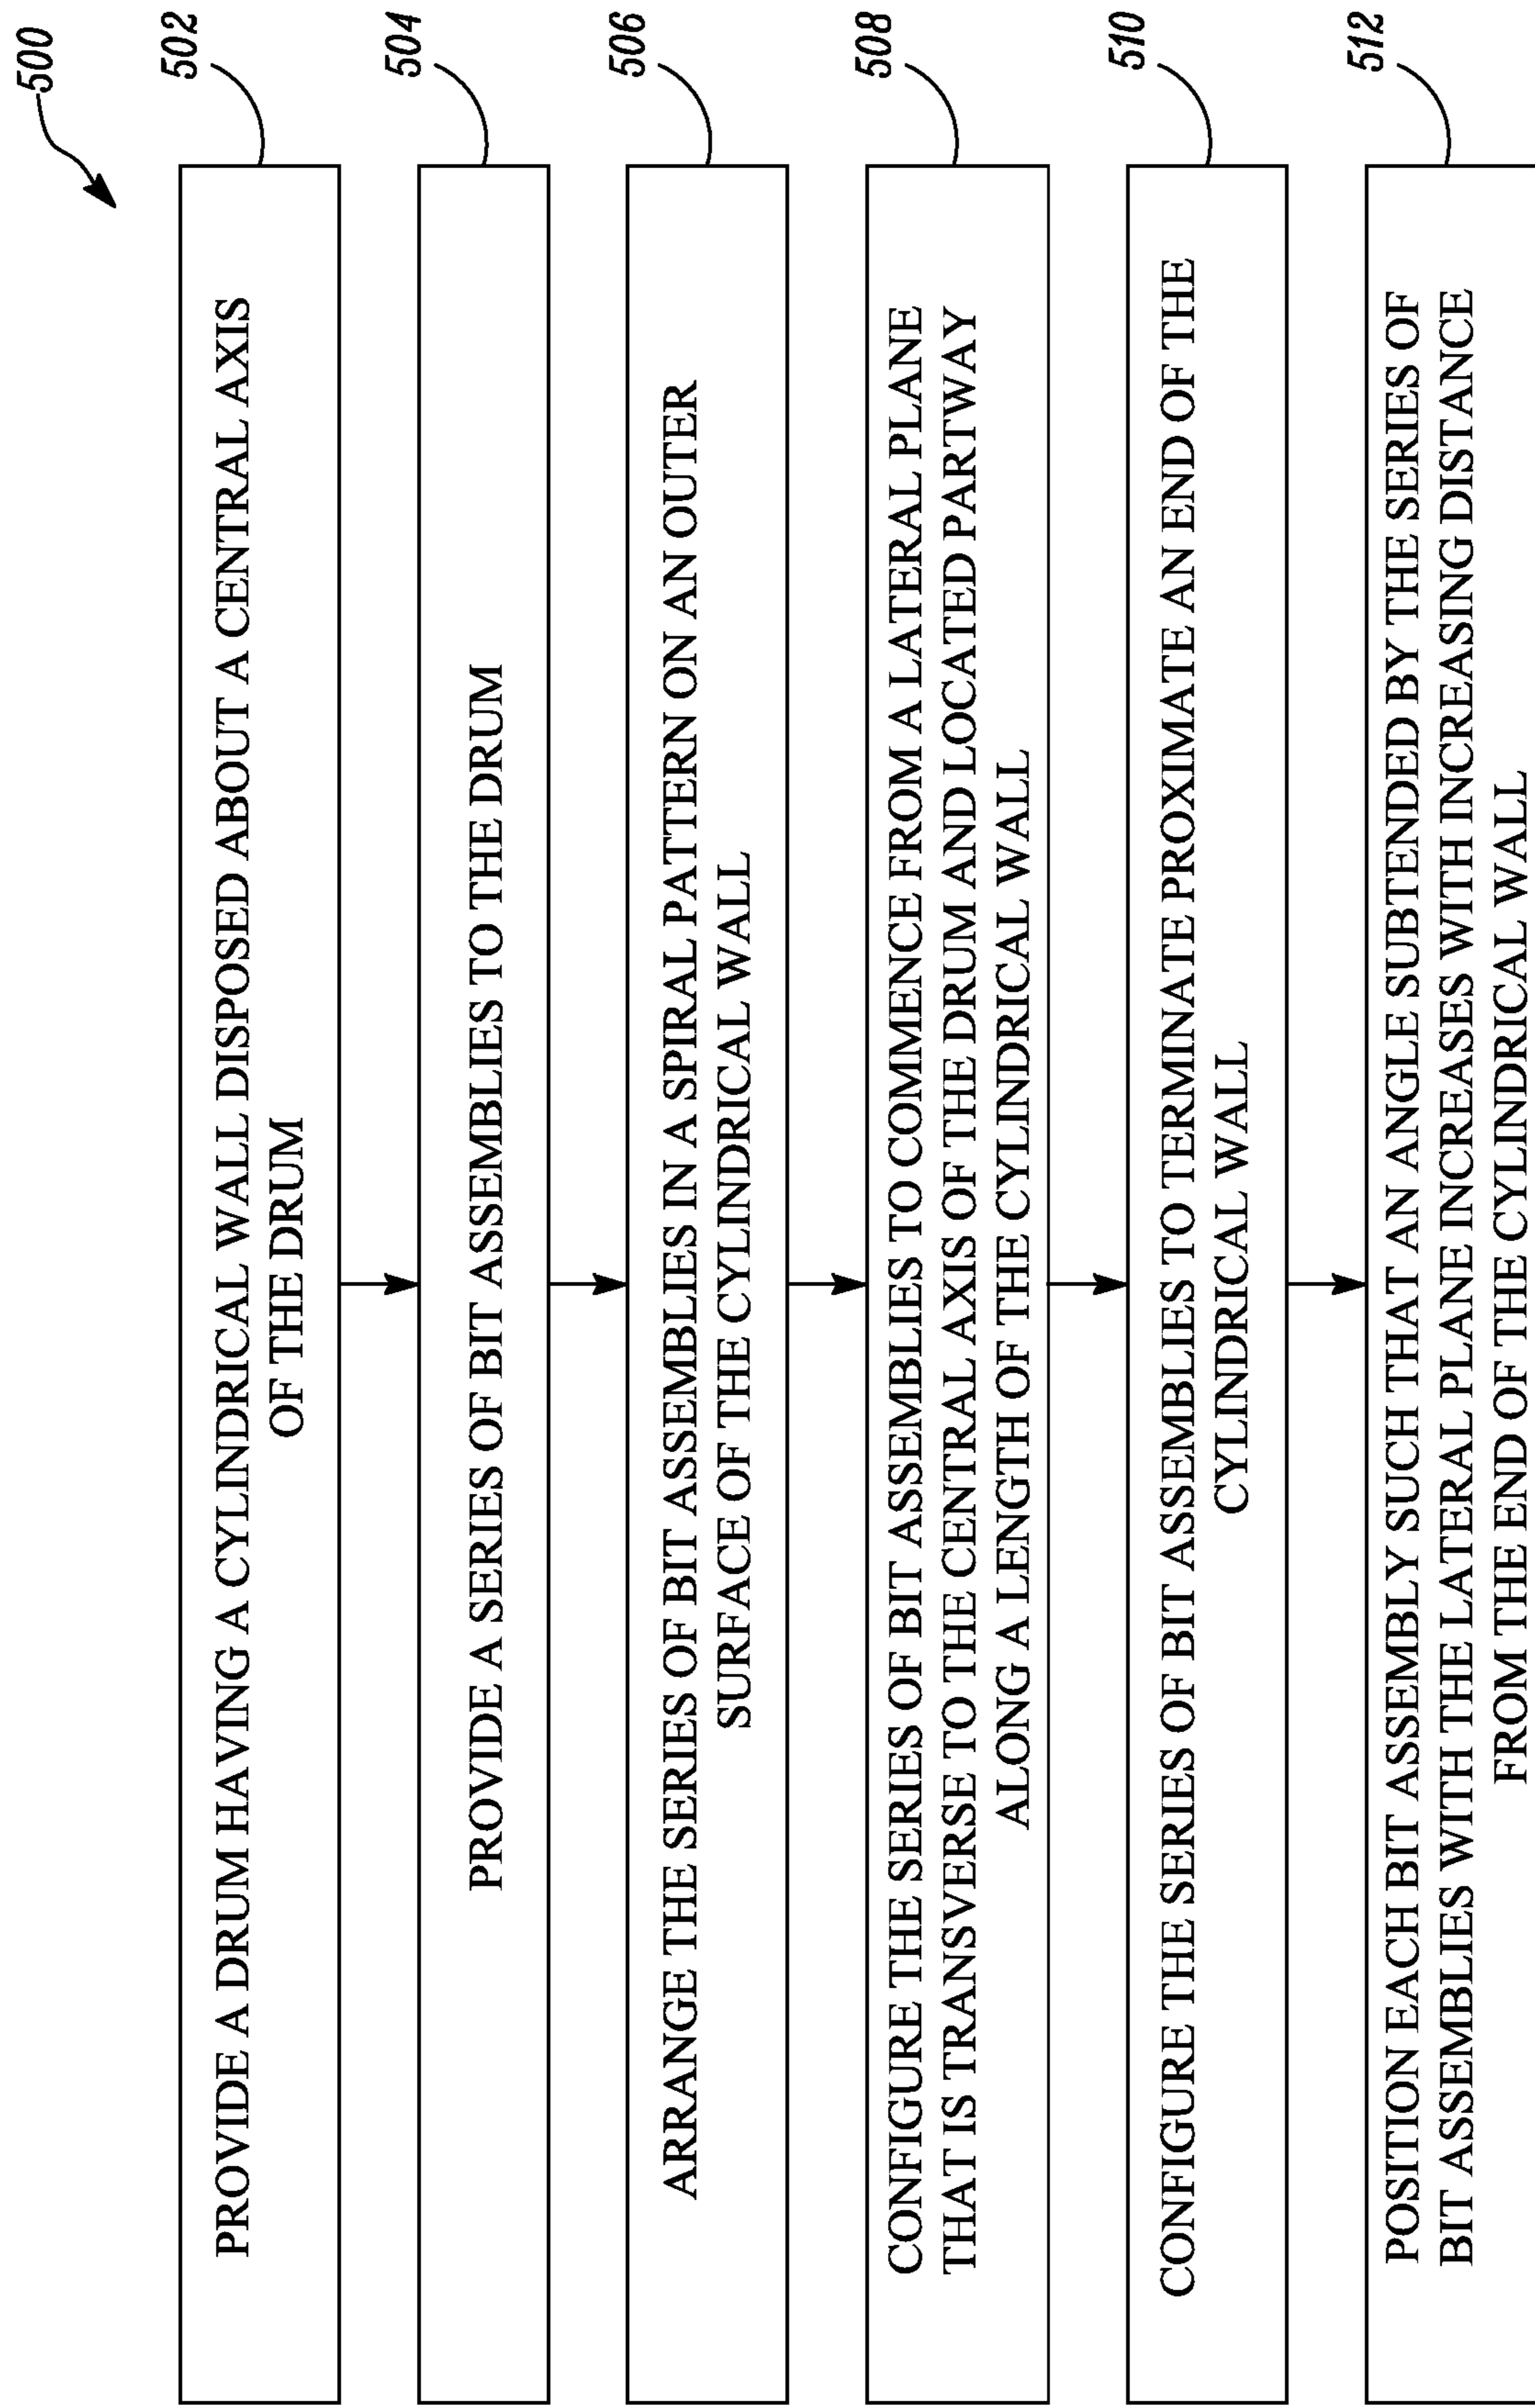 500
502
PROVIDE A DRUM HAVING A CYLINDRICAL WALL DISPOSED ABOUT A CENTRAL AXIS
OF THE DRUM
504
PROVIDE A SERIES OF BIT ASSEMBLIES TO THE DRUM
506
ARRANGE THE SERIES OF BIT ASSEMBLIES IN A SPIRAL PATTERN ON AN OUTER
SURFACE OF THE CYLINDRICAL WALL
508
CONFIGURE THE SERIES OF BIT ASSEMBLIES TO COMMENCE FROM A LATERAL PLANE
THAT IS TRANSVERSE TO THE CENTRAL AXIS OF THE DRUM AND LOCATED PARTWAY
ALONG A LENGTH OF THE CYLINDRICAL WALL
510
CONFIGURE THE SERIES OF BIT ASSEMBLIES TO TERMINATE PROXIMATE AN END OF THE
CYLINDRICAL WALL
512
POSITION EACH BIT ASSEMBLY SUCH THAT AN ANGLE SUBTENDED BY THE SERIES OF
BIT ASSEMBLIES WITH THE LATERAL PLANE INCREASES WITH INCREASING DISTANCE
FROM THE END OF THE CYLINDRICAL WALL